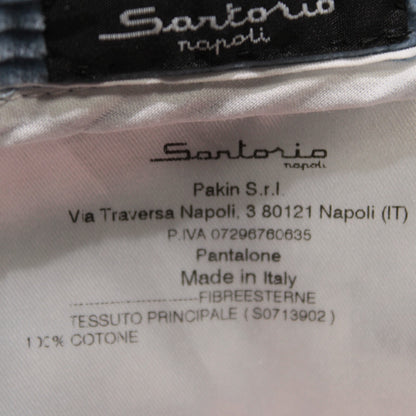 Sartorio
napoli
Sartorio
napoli
Pakin S.r.l.
Via Traversa Napoli, 3 80121 Napoli (IT)
P.IVA 07296760635
Pantalone
Made in Italy
FIBREESTERNE
TESSUTO PRINCIPALE ( S0713902 )
100% COTONE